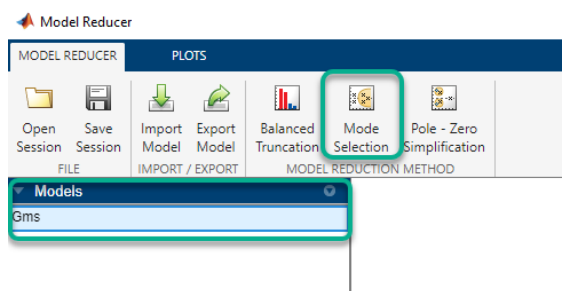 Model Reducer
MODEL REDUCER PLOTS
Open Session
Save Session
Import Model
Export Model
Balanced Truncation
Mode Selection
Pole - Zero Simplification
FILE IMPORT / EXPORT MODEL REDUCTION METHOD
Models
Gms